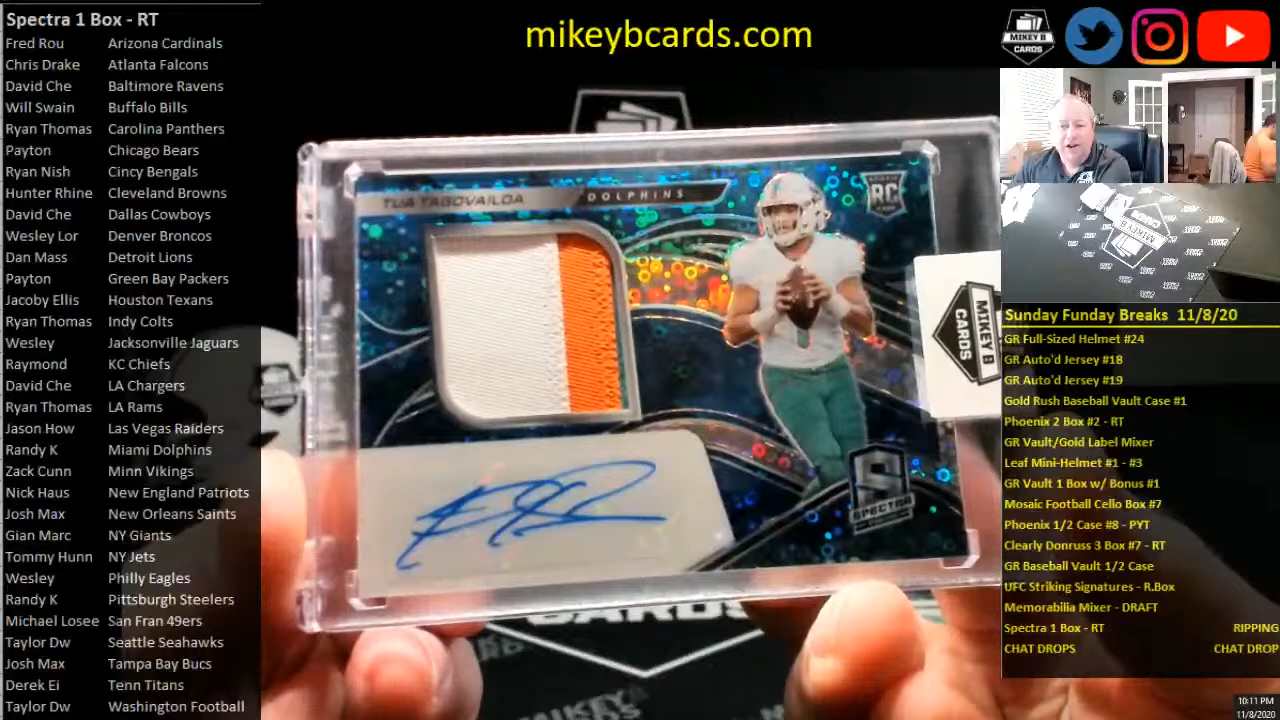 Spectra 1 Box - RT
Fred Rou Arizona Cardinals
Chris Drake Atlanta Falcons
David Che Baltimore Ravens
Will Swain Buffalo Bills
Ryan Thomas Carolina Panthers
Payton Chicago Bears
Ryan Nish Cincy Bengals
Hunter Rhine Cleveland Browns
David Che Dallas Cowboys
Wesley Lor Denver Broncos
Dan Mass Detroit Lions
Payton Green Bay Packers
Jacoby Ellis Houston Texans
Ryan Thomas Indy Colts
Wesley Jacksonville Jaguars
Raymond KC Chiefs
David Che LA Chargers
Ryan Thomas LA Rams
Jason How Las Vegas Raiders
Randy K Miami Dolphins
Zack Cunn Minn Vikings
Nick Haus New England Patriots
Josh Max New Orleans Saints
Gian Marc NY Giants
Tommy Hunn NY Jets
Wesley Philly Eagles
Randy K Pittsburgh Steelers
Michael Losee San Fran 49ers
Taylor Dw Seattle Seahawks
Josh Max Tampa Bay Bucs
Derek Ei Tenn Titans
Taylor Dw Washington Football
mikeybcards.com
TUA TAGOVAILOA DOLPHINS
RC
SPECTRA
MIKEY B
CARDS
CARDS
MIKEY B
CARDS
MIKEY B
Sunday Funday Breaks 11/8/20
GR Full-Sized Helmet #24
GR Auto'd Jersey #18
GR Auto'd Jersey #19
Gold Rush Baseball Vault Case #1
Phoenix 2 Box #2 - RT
GR Vault/Gold Label Mixer
Leaf Mini-Helmet #1 - #3
GR Vault 1 Box w/ Bonus #1
Mosaic Football Cello Box #7
Phoenix 1/2 Case #8 - PYT
Clearly Donruss 3 Box #7 - RT
GR Baseball Vault 1/2 Case
UFC Striking Signatures - R.Box
Memorabilia Mixer - DRAFT
Spectra 1 Box - RT RIPPING
CHAT DROPS CHAT DROP
10:11 PM
11/8/2020